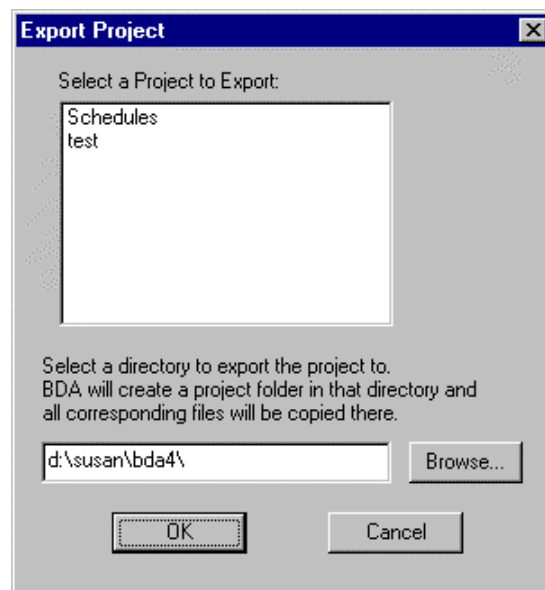 Export Project
Select a Project to Export:
Schedules
test
Select a directory to export the project to.
BDA will create a project folder in that directory and
all corresponding files will be copied there.
d:\susan\bda4\
Browse...
OK
Cancel